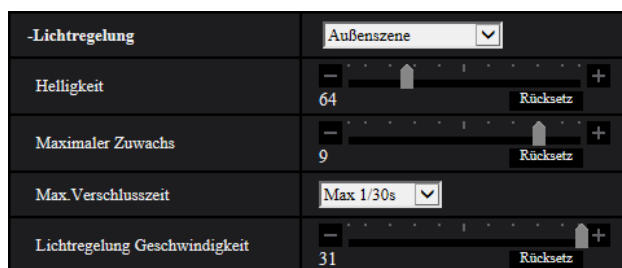 -Lichtregelung Außenszene
Helligkeit − +
64 Rücksetz
Maximaler Zuwachs − +
9 Rücksetz
Max.Verschlusszeit Max 1/30s
Lichtregelung Geschwindigkeit − +
31 Rücksetz